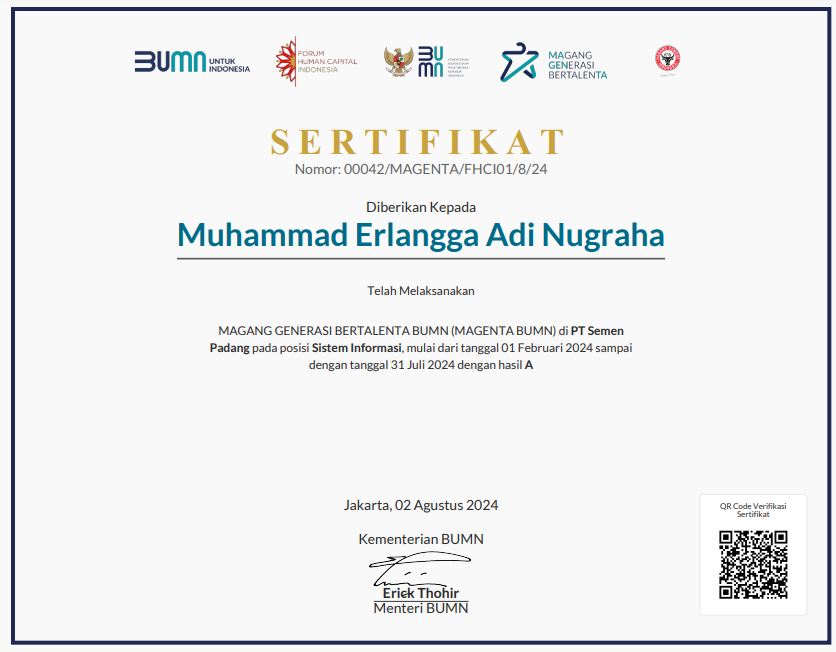 BUMN UNTUK
INDONESIA
FORUM
HUMAN CAPITAL
INDONESIA
BU
MN
MAGANG
GENERASI
BERTALENTA
SERTIFIKAT
Nomor: 00042/MAGENTA/FHCI01/8/24
Diberikan Kepada
Muhammad Erlangga Adi Nugraha
Telah Melaksanakan
MAGANG GENERASI BERTALENTA BUMN (MAGENTA BUMN) di PT Semen
Padang pada posisi Sistem Informasi, mulai dari tanggal 01 Februari 2024 sampai
dengan tanggal 31 Juli 2024 dengan hasil A
Jakarta, 02 Agustus 2024
Kementerian BUMN
Erick Thohir
Menteri BUMN
QR Code Verifikasi
Sertifikat